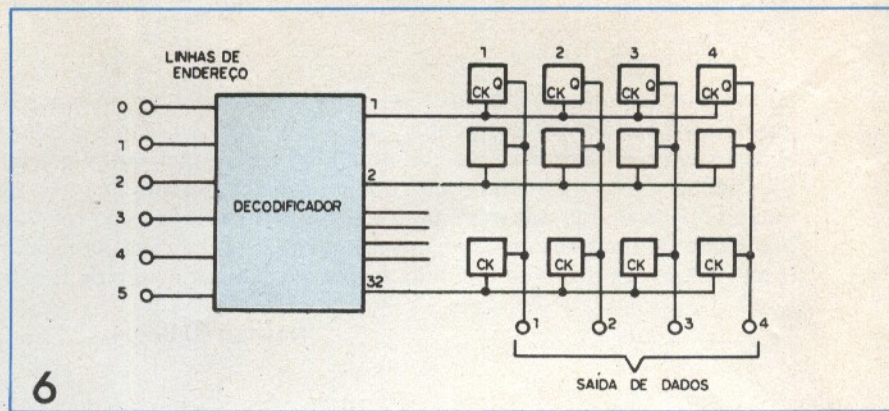 LINHAS DE
ENDEREÇO
0
1
2
3
4
5
DECODIFICADOR
1
2
32
1 2 3 4
CK Q CK Q CK Q CK Q
CK CK CK CK
1 2 3 4
SAÍDA DE DADOS
6